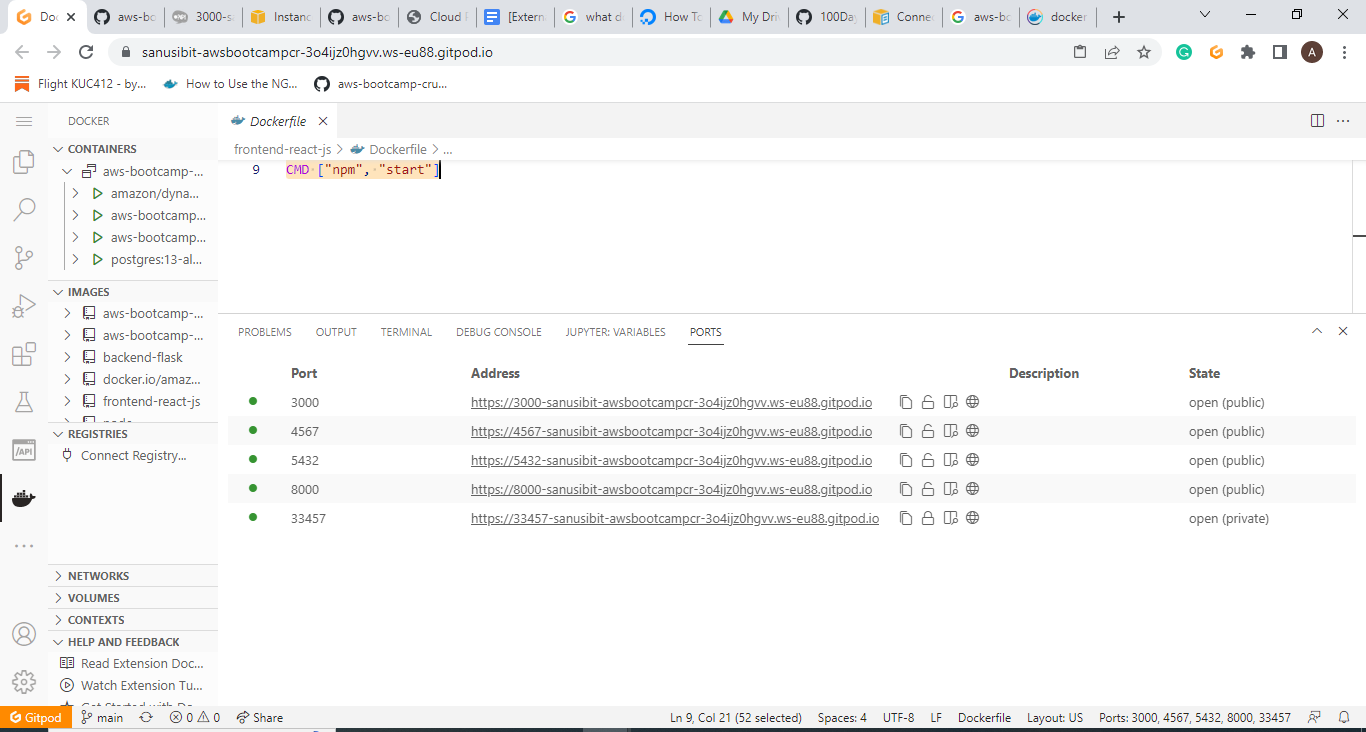 Doc
aws-bo
3000-s
Instanc
aws-bo
Cloud
[Extern
what d
How To
My Driv
100Day
Connec
aws-bo
docker
sanusibit-awsbootcampcr-3o4ijz0hgvv.ws-eu88.gitpod.io
A
Flight KUC412 - by...
How to Use the NG...
aws-bootcamp-cru...
DOCKER
Dockerfile
CONTAINERS
aws-bootcamp-...
amazon/dyna...
aws-bootcamp...
aws-bootcamp...
postgres:13-al...
IMAGES
aws-bootcamp-...
aws-bootcamp-...
backend-flask
docker.io/amaz...
frontend-react-js
node
REGISTRIES
Connect Registry...
NETWORKS
VOLUMES
CONTEXTS
HELP AND FEEDBACK
Read Extension Doc...
Watch Extension Tu...
Get Started with Do
/API
frontend-react-js > Dockerfile > ...
9 CMD ["npm", "start"]
PROBLEMS OUTPUT TERMINAL DEBUG CONSOLE JUPYTER: VARIABLES PORTS
Port Address Description State
3000 https://3000-sanusibit-awsbootcampcr-3o4ijz0hgvv.ws-eu88.gitpod.io open (public)
4567 https://4567-sanusibit-awsbootcampcr-3o4ijz0hgvv.ws-eu88.gitpod.io open (public)
5432 https://5432-sanusibit-awsbootcampcr-3o4ijz0hgvv.ws-eu88.gitpod.io open (public)
8000 https://8000-sanusibit-awsbootcampcr-3o4ijz0hgvv.ws-eu88.gitpod.io open (public)
33457 https://33457-sanusibit-awsbootcampcr-3o4ijz0hgvv.ws-eu88.gitpod.io open (private)
Gitpod main 0 0 Share Ln 9, Col 21 (52 selected) Spaces: 4 UTF-8 LF Dockerfile Layout: US Ports: 3000, 4567, 5432, 8000, 33457